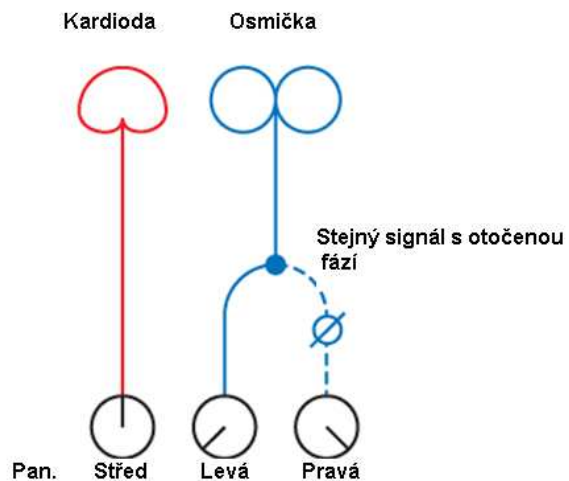 Kardioda Osmička
Stejný signál s otočenou
fází
Pan. Střed Levá Pravá